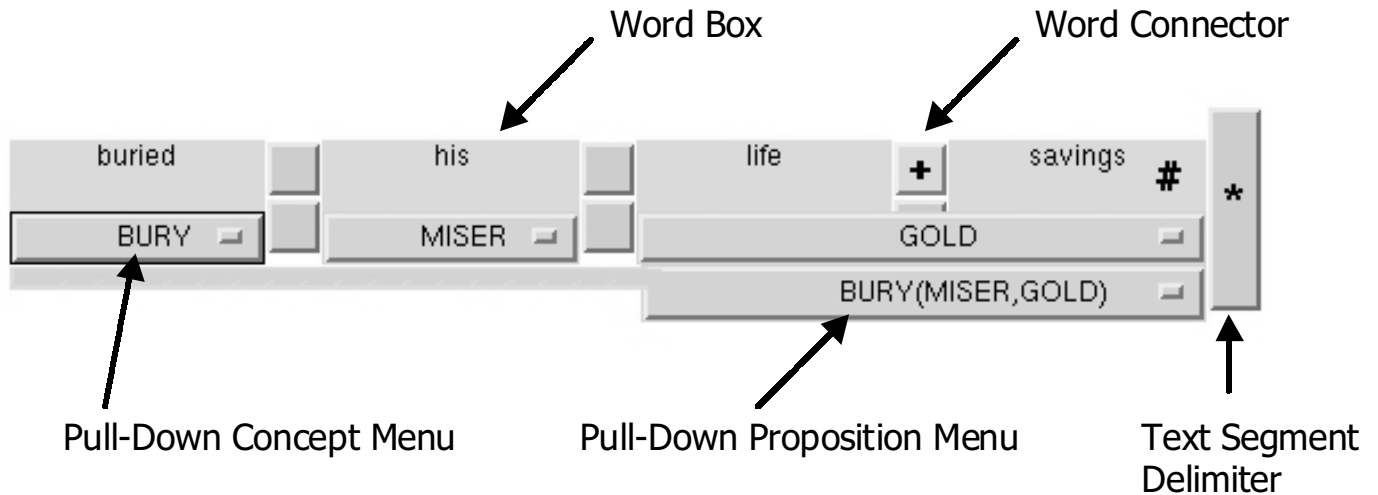 Word Box Word Connector
buried his life + savings # *
BURY MISER GOLD
BURY(MISER,GOLD)
Pull-Down Concept Menu Pull-Down Proposition Menu Text Segment
Delimiter